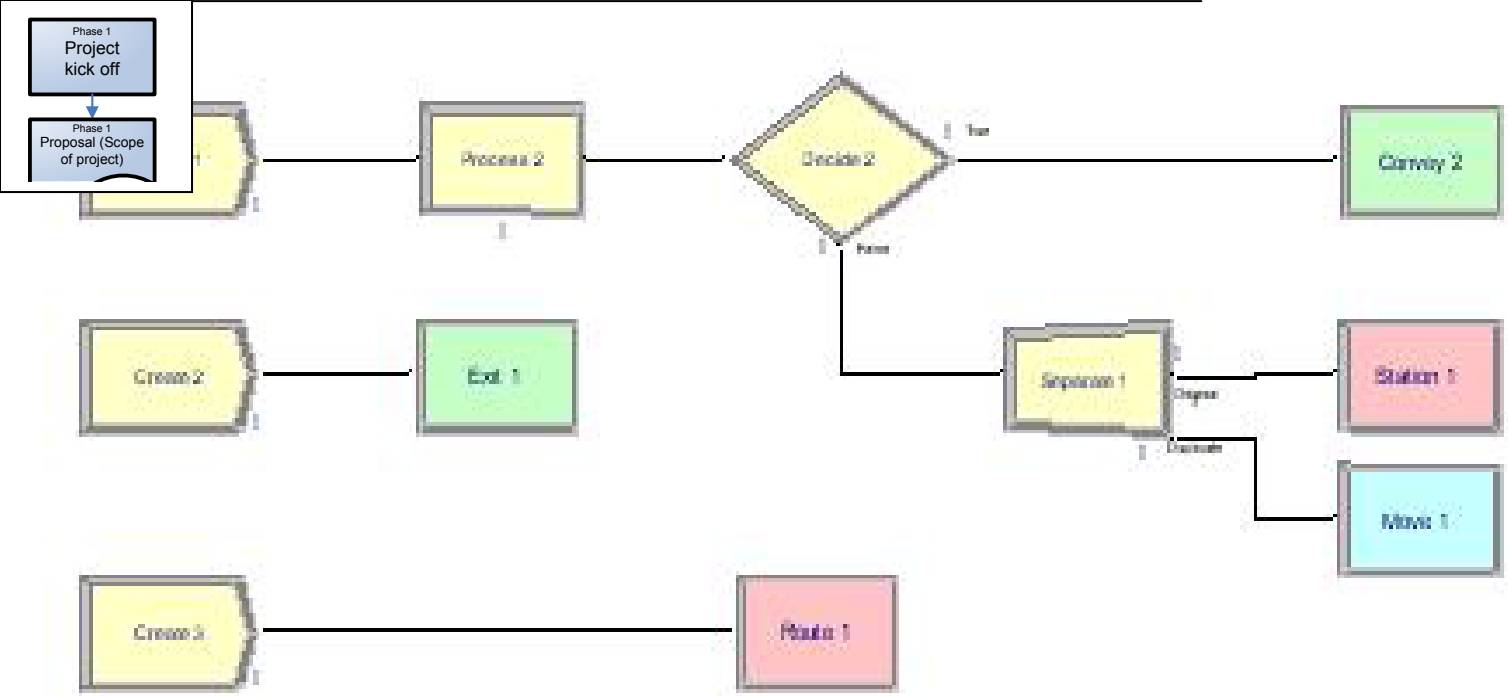 Phase 1
Project
kick off
Phase 1
Proposal (Scope
of project)
1
Process 2
Decide 2
True
Convey 2
False
Create 2
Exit 1
Separate 1
Original
Station 1
Duplicate
Move 1
Create 3
Route 1